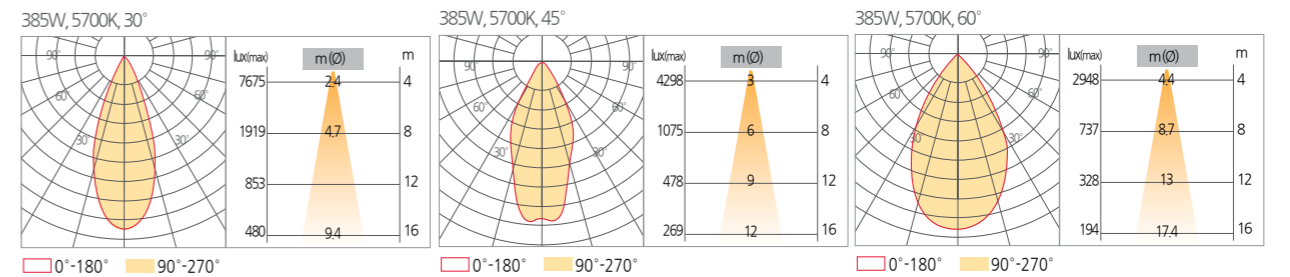 385W, 5700K, 30°
90° 90°
60° 60°
30° 30°
lux(max) m(Ø) m
7675 2.4 4
1919 4.7 8
853 12
480 9.4 16
0°-180° 90°-270°
385W, 5700K, 45°
90° 90°
60° 60°
30° 30°
lux(max) m(Ø) m
4298 3 4
1075 6 8
478 9 12
269 12 16
0°-180° 90°-270°
385W, 5700K, 60°
90° 90°
60° 60°
30° 30°
lux(max) m(Ø) m
2948 4.4 4
737 8.7 8
328 13 12
194 17.4 16
0°-180° 90°-270°